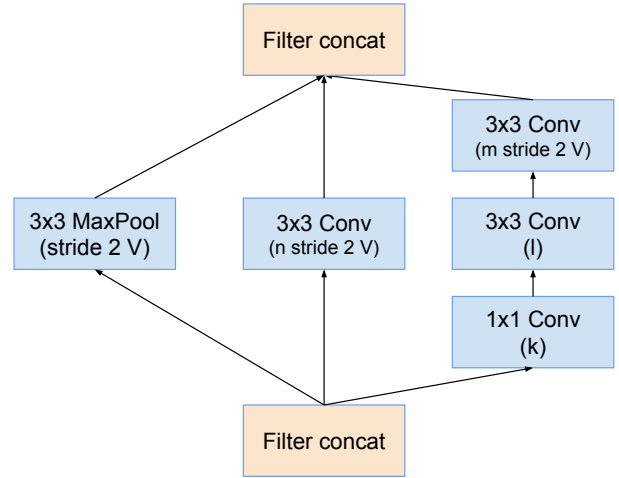 Filter concat
3x3 Conv
(m stride 2 V)
3x3 MaxPool
(stride 2 V)
3x3 Conv
(n stride 2 V)
3x3 Conv
(l)
1x1 Conv
(k)
Filter concat